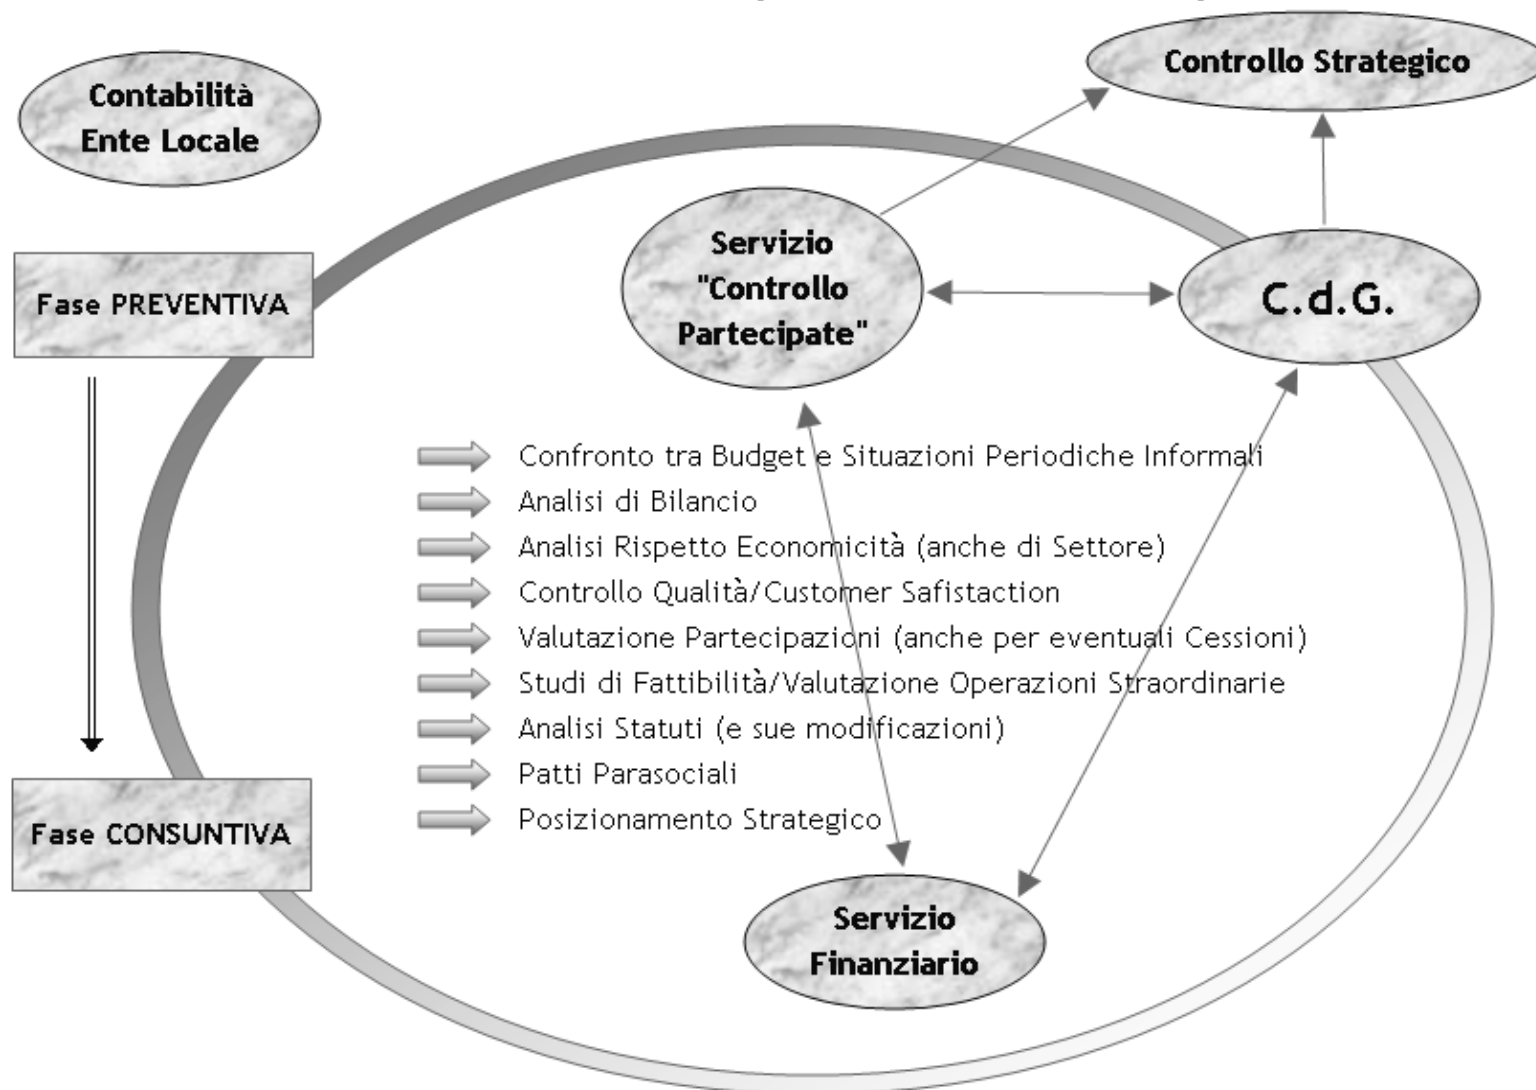 Controllo Strategico
Contabilità
Ente Locale
Servizio
"Controllo
Partecipate"
C.d.G.
Fase PREVENTIVA
Confronto tra Budget e Situazioni Periodiche Informali
Analisi di Bilancio
Analisi Rispetto Economicità (anche di Settore)
Controllo Qualità/Customer Safistaction
Valutazione Partecipazioni (anche per eventuali Cessioni)
Studi di Fattibilità/Valutazione Operazioni Straordinarie
Analisi Statuti (e sue modificazioni)
Patti Parasociali
Posizionamento Strategico
Fase CONSUNTIVA
Servizio
Finanziario